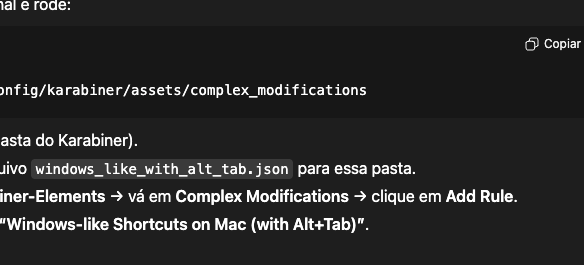 nal e rode:
Copiar
onfig/karabiner/assets/complex_modifications
asta do Karabiner).
uivo windows_like_with_alt_tab.json para essa pasta.
iner-Elements → vá em Complex Modifications → clique em Add Rule.
“Windows-like Shortcuts on Mac (with Alt+Tab)”.